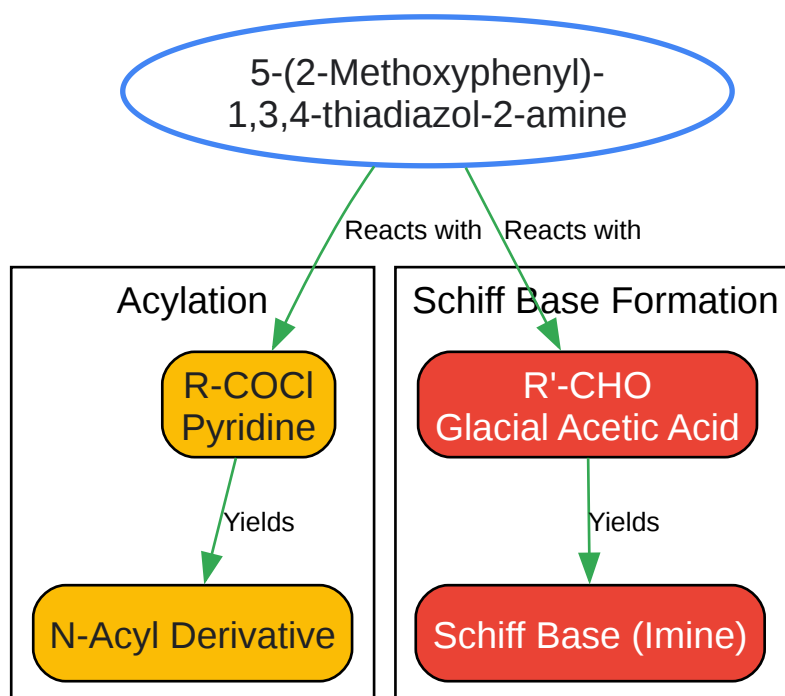 5-(2-Methoxyphenyl)-
1,3,4-thiadiazol-2-amine
Reacts with
Reacts with
Acylation
Schiff Base Formation
R-COCl
Pyridine
R'-CHO
Glacial Acetic Acid
Yields
Yields
N-Acyl Derivative
Schiff Base (Imine)